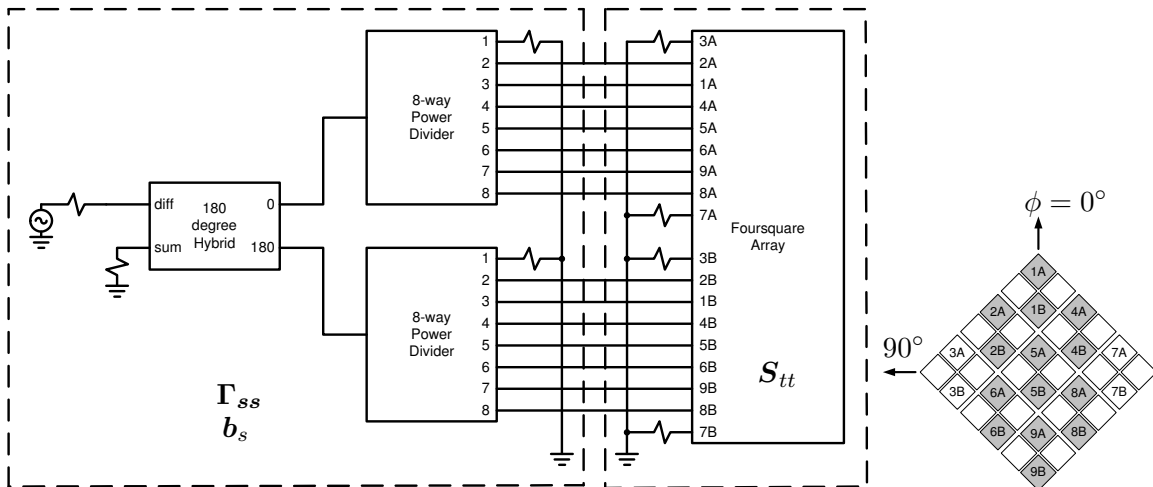 diff
sum
180
degree
Hybrid
0
180
8-way
Power
Divider
1
2
3
4
5
6
7
8
8-way
Power
Divider
1
2
3
4
5
6
7
8
Γss
bs
3A
2A
1A
4A
5A
6A
9A
8A
7A
3B
2B
1B
4B
5B
6B
9B
8B
7B
Foursquare
Array
Stt
ϕ = 0°
90°
1A
2A 1B 4A
3A 2B 5A 4B 7A
3B 6A 5B 8A 7B
6B 9A 8B
9B